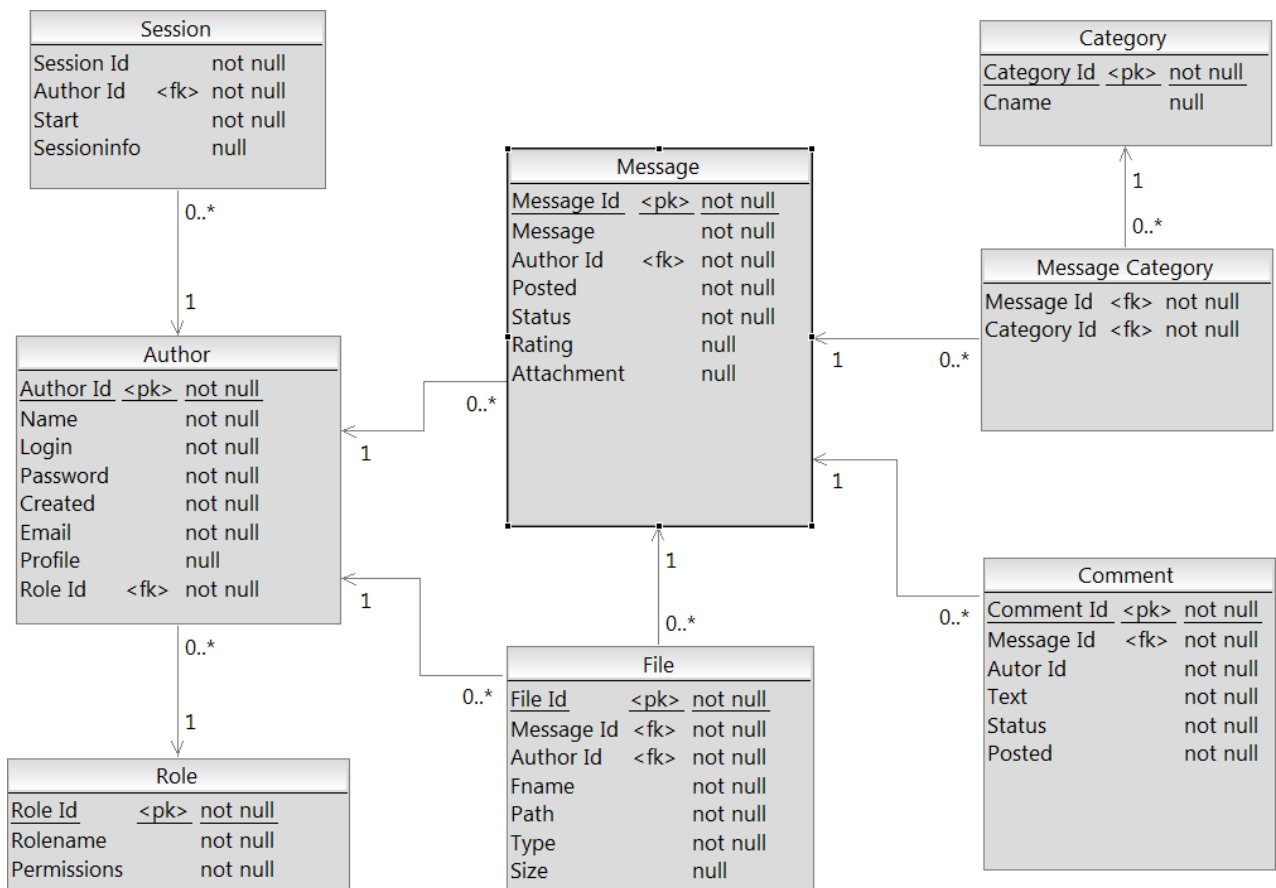 Session
Session Id not null
Author Id <fk> not null
Start not null
Sessioninfo null
0..*
1
Author
Author Id <pk> not null
Name not null
Login not null
Password not null
Created not null
Email not null
Profile null
Role Id <fk> not null
0..*
1
Role
Role Id <pk> not null
Rolename not null
Permissions not null
Message
Message Id <pk> not null
Message not null
Author Id <fk> not null
Posted not null
Status not null
Rating null
Attachment null
0..*
1
1
0..*
1
0..*
File
File Id <pk> not null
Message Id <fk> not null
Author Id <fk> not null
Fname not null
Path not null
Type not null
Size null
Category
Category Id <pk> not null
Cname null
1
0..*
Message Category
Message Id <fk> not null
Category Id <fk> not null
1
0..*
1
0..*
Comment
Comment Id <pk> not null
Message Id <fk> not null
Autor Id not null
Text not null
Status not null
Posted not null